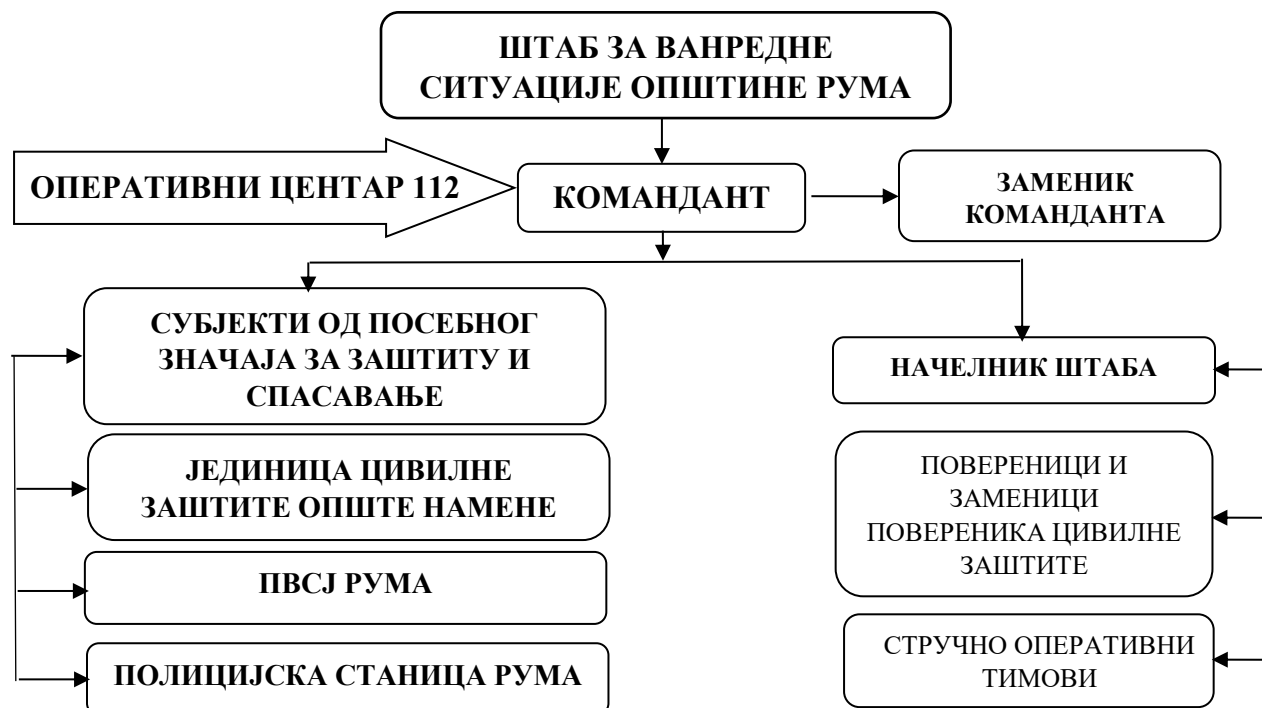 ШТАБ ЗА ВАНРЕДНЕ
СИТУАЦИЈЕ ОПШТИНЕ РУМА
ОПЕРАТИВНИ ЦЕНТАР 112
КОМАНДАНТ
ЗАМЕНИК
КОМАНДАНТА
СУБЈЕКТИ ОД ПОСЕБНОГ
ЗНАЧАЈА ЗА ЗАШТИТУ И
СПАСАВАЊЕ
ЈЕДИНИЦА ЦИВИЛНЕ
ЗАШТИТЕ ОПШТЕ НАМЕНЕ
ПВСЈ РУМА
ПОЛИЦИЈСКА СТАНИЦА РУМА
НАЧЕЛНИК ШТАБА
ПОВЕРЕНИЦИ И
ЗАМЕНИЦИ
ПОВЕРЕНИКА ЦИВИЛНЕ
ЗАШТИТЕ
СТРУЧНО ОПЕРАТИВНИ
ТИМОВИ